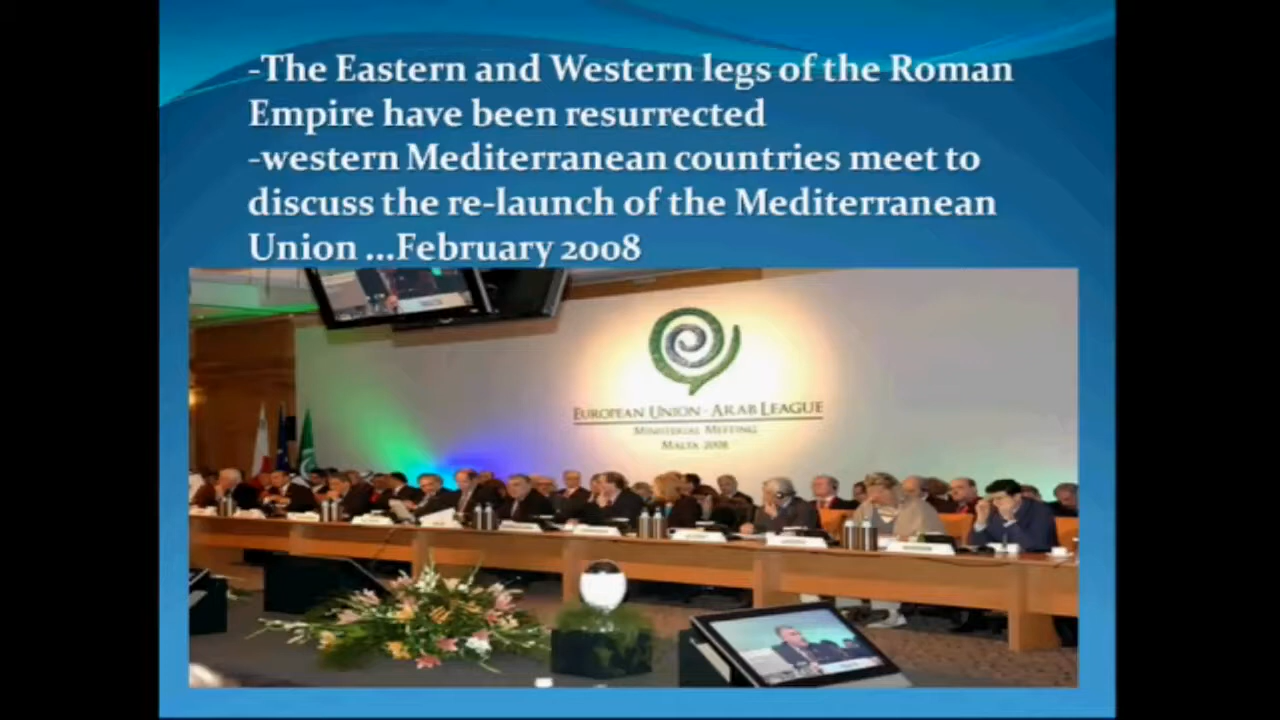 -The Eastern and Western legs of the Roman
Empire have been resurrected
-western Mediterranean countries meet to
discuss the re-launch of the Mediterranean
Union ...February 2008
EUROPEAN UNION - ARAB LEAGUE
MINISTERIAL MEETING
MALTA 2008